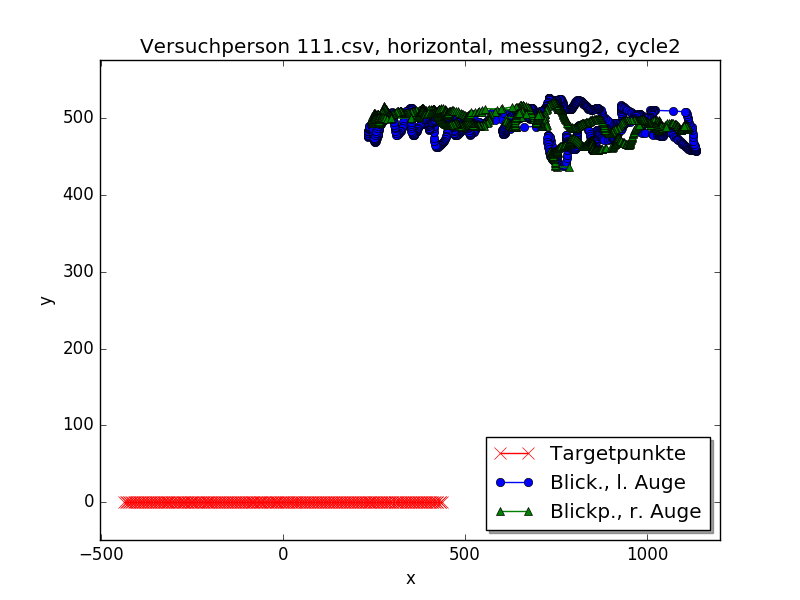 Versuchperson 111.csv, horizontal, messung2, cycle2
500
400
300
200
100
0
y
Targetpunkte
Blick., l. Auge
Blickp., r. Auge
−500 0 500 1000
x